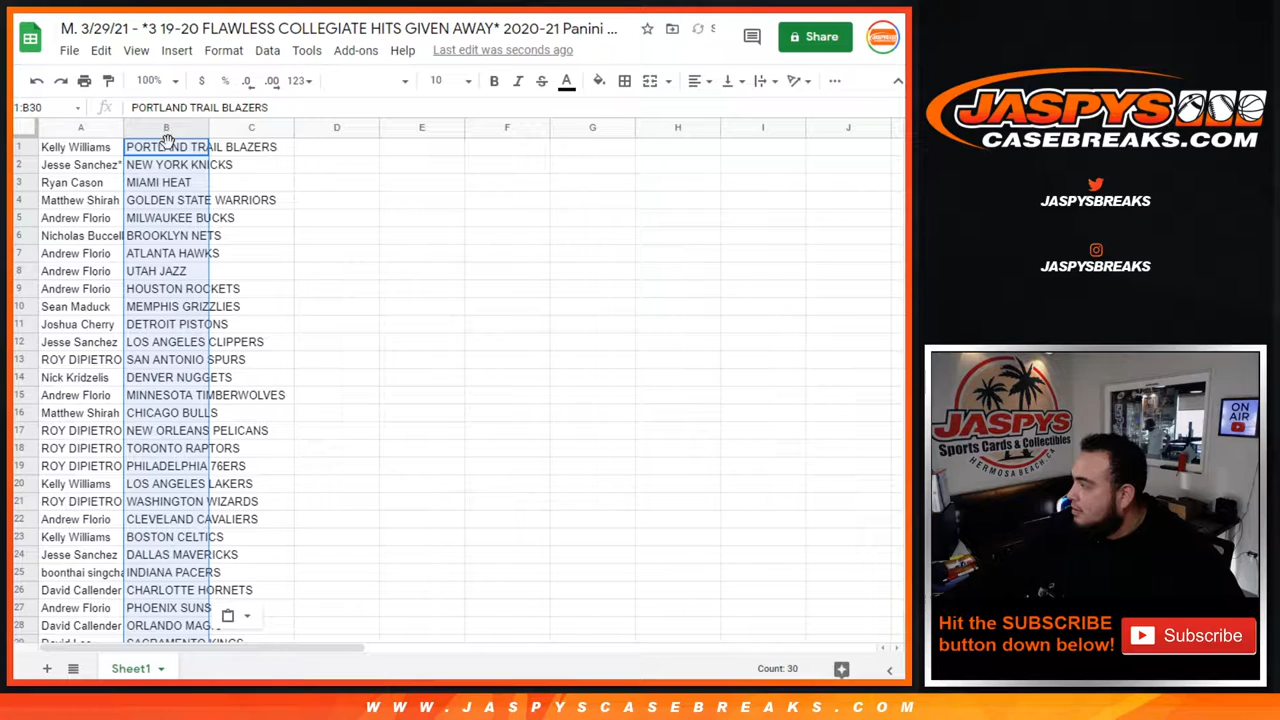 M. 3/29/21 - *3 19-20 FLAWLESS COLLEGIATE HITS GIVEN AWAY* 2020-21 Panini ...
File Edit View Insert Format Data Tools Add-ons Help Last edit was seconds ago
Share
100% $ % .0 .00 123 10 B I S A
1:B30 fx PORTLAND TRAIL BLAZERS
A B C D E F G H I J
1 Kelly Williams PORTLAND TRAIL BLAZERS
2 Jesse Sanchez* NEW YORK KNICKS
3 Ryan Cason MIAMI HEAT
4 Matthew Shirah GOLDEN STATE WARRIORS
5 Andrew Florio MILWAUKEE BUCKS
6 Nicholas Buccell BROOKLYN NETS
7 Andrew Florio ATLANTA HAWKS
8 Andrew Florio UTAH JAZZ
9 Andrew Florio HOUSTON ROCKETS
10 Sean Maduck MEMPHIS GRIZZLIES
11 Joshua Cherry DETROIT PISTONS
12 Jesse Sanchez LOS ANGELES CLIPPERS
13 ROY DIPIETRO SAN ANTONIO SPURS
14 Nick Kridzelis DENVER NUGGETS
15 Andrew Florio MINNESOTA TIMBERWOLVES
16 Matthew Shirah CHICAGO BULLS
17 ROY DIPIETRO NEW ORLEANS PELICANS
18 ROY DIPIETRO TORONTO RAPTORS
19 ROY DIPIETRO PHILADELPHIA 76ERS
20 Kelly Williams LOS ANGELES LAKERS
21 ROY DIPIETRO WASHINGTON WIZARDS
22 Andrew Florio CLEVELAND CAVALIERS
23 Kelly Williams BOSTON CELTICS
24 Jesse Sanchez DALLAS MAVERICKS
25 boonthai singcha INDIANA PACERS
26 David Callender CHARLOTTE HORNETS
27 Andrew Florio PHOENIX SUNS
28 David Callender ORLANDO MAGIC
29 David Lee SACRAMENTO KINGS
Sheet1 Count: 30
JASPYS
CASEBREAKS.COM
JASPYSBREAKS
JASPYSBREAKS
JASPYS
Sports Cards & Collectibles
HERMOSA BEACH, CA
ON
AIR
Hit the SUBSCRIBE
button down below!
Subscribe
WWW.JASPYSCASEBREAKS.COM